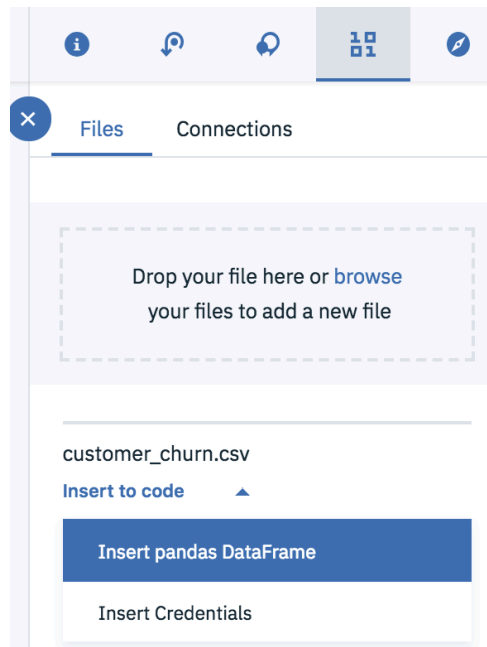 Files Connections
Drop your file here or browse
your files to add a new file
customer_churn.csv
Insert to code
Insert pandas DataFrame
Insert Credentials